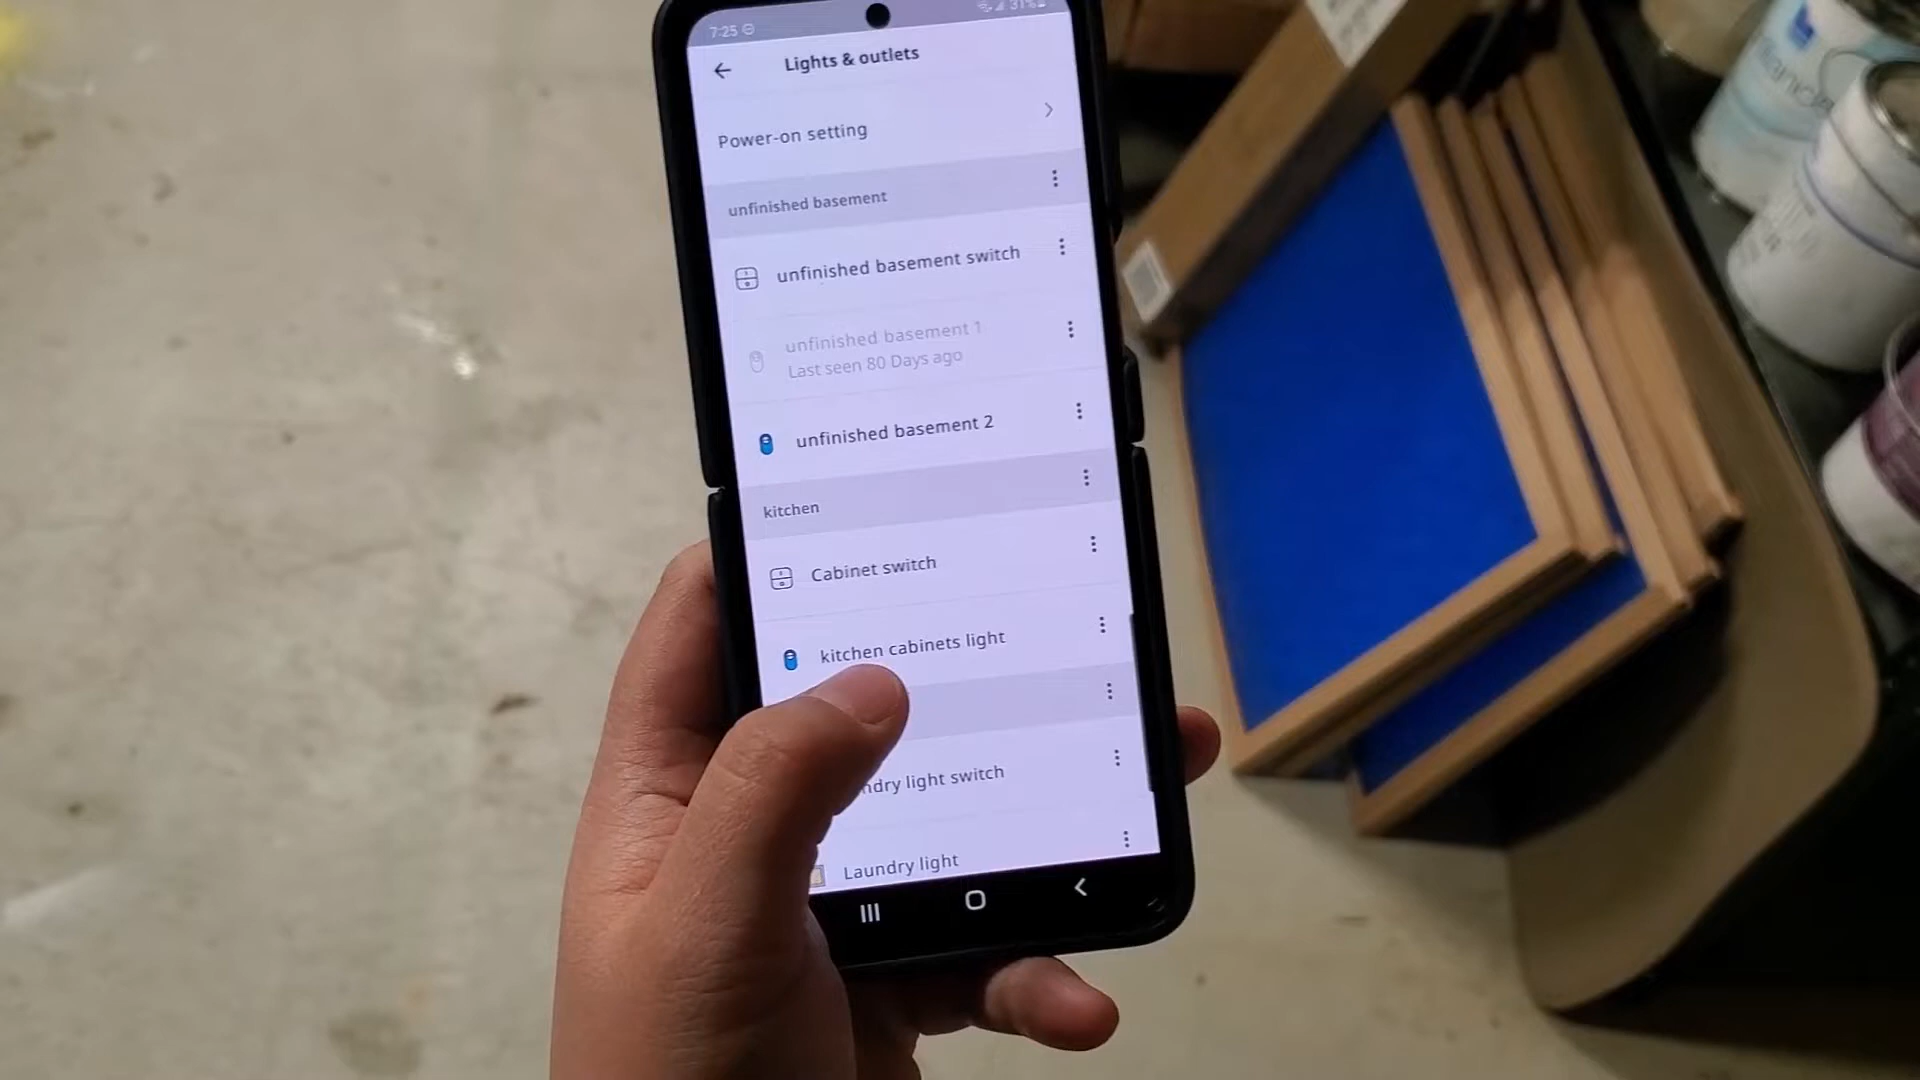 7:25
31%
Lights & outlets
Power-on setting
unfinished basement
unfinished basement switch
unfinished basement 1
Last seen 80 Days ago
unfinished basement 2
kitchen
Cabinet switch
kitchen cabinets light
ndry light switch
Laundry light